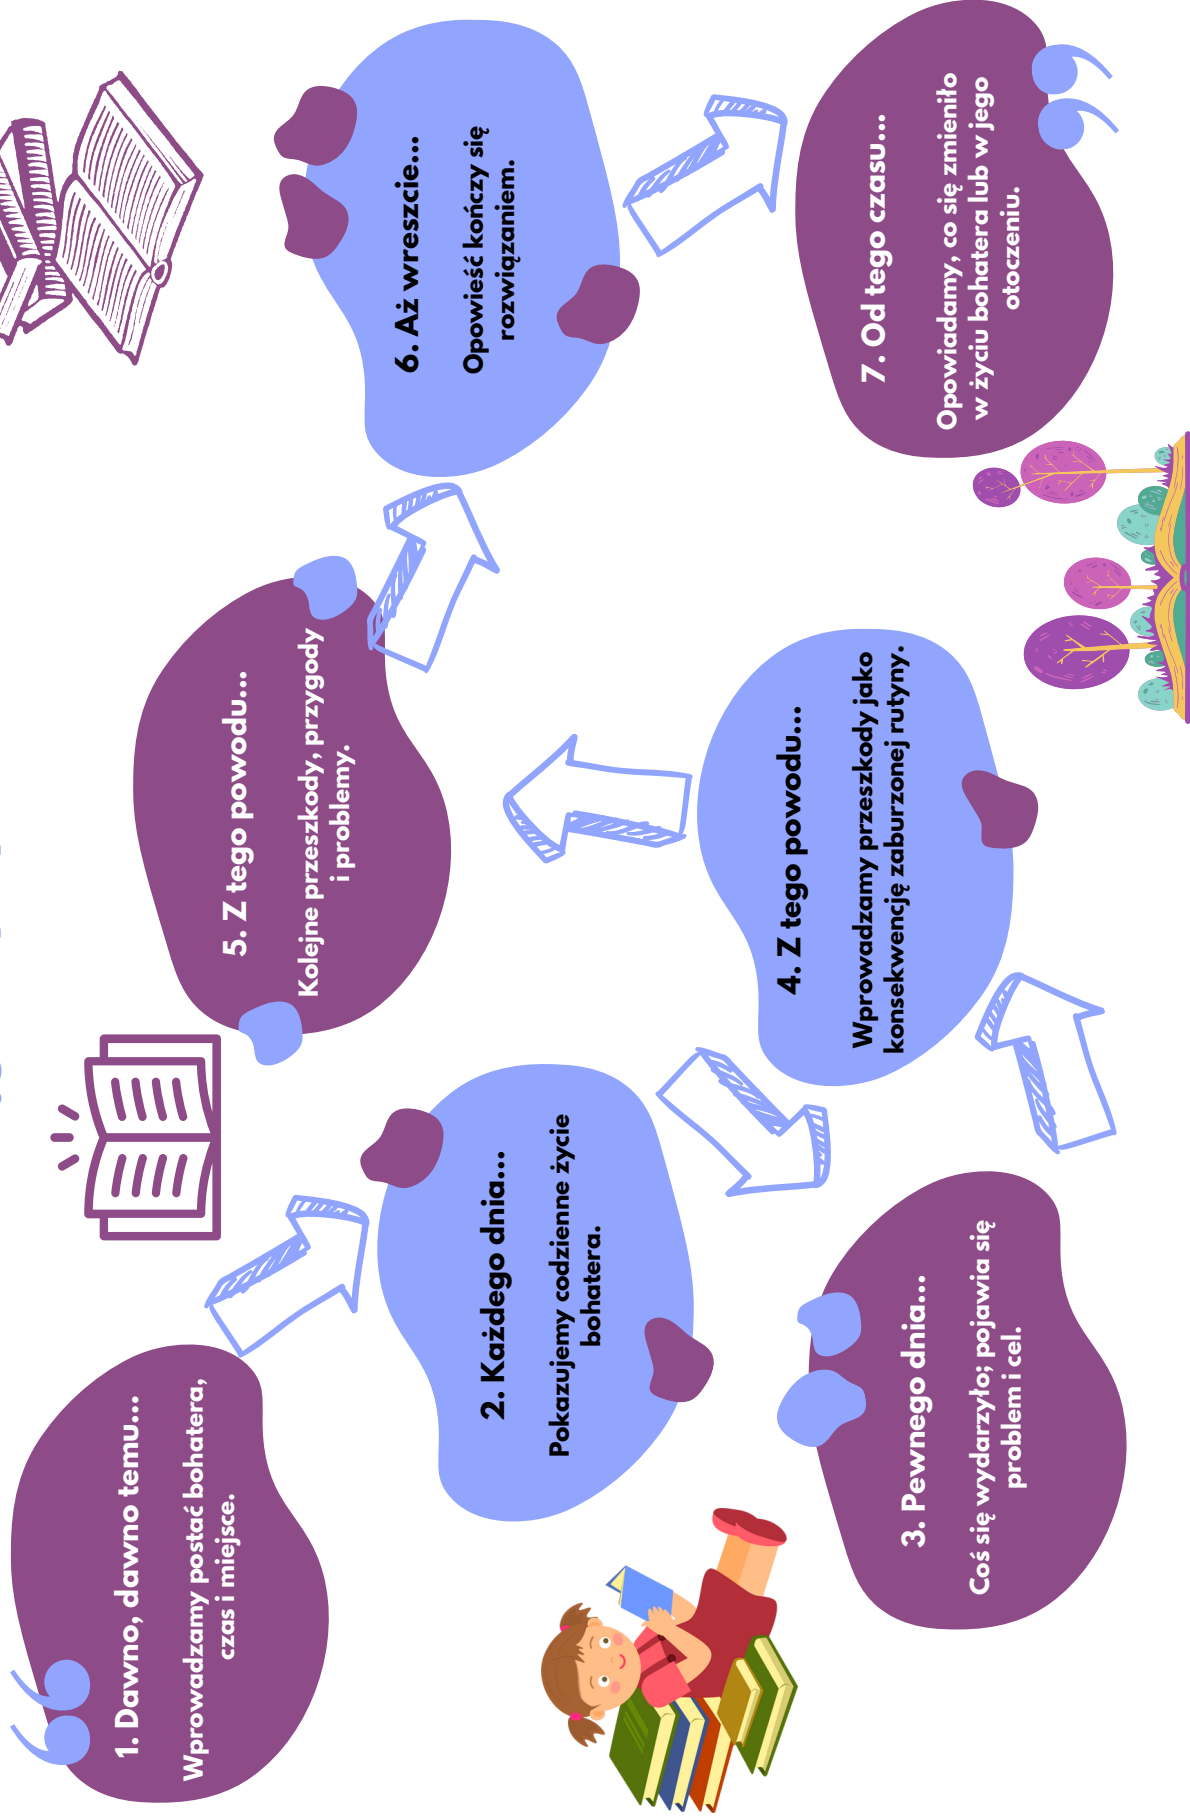 1. Dawno, dawno temu...
Wprowadzamy postać bohatera,
czas i miejsce.
2. Każdego dnia...
Pokazujemy codzienne życie
bohatera.
3. Pewnego dnia...
Coś się wydarzyło; pojawia się
problem i cel.
4. Z tego powodu...
Wprowadzamy przeszkody jako
konsekwencję zaburzonej rutyny.
5. Z tego powodu...
Kolejne przeszkody, przygody
i problemy.
6. Aż wreszcie...
Opowieść kończy się
rozwiązaniem.
7. Od tego czasu...
Opowiadamy, co się zmieniło
w życiu bohatera lub w jego
otoczeniu.